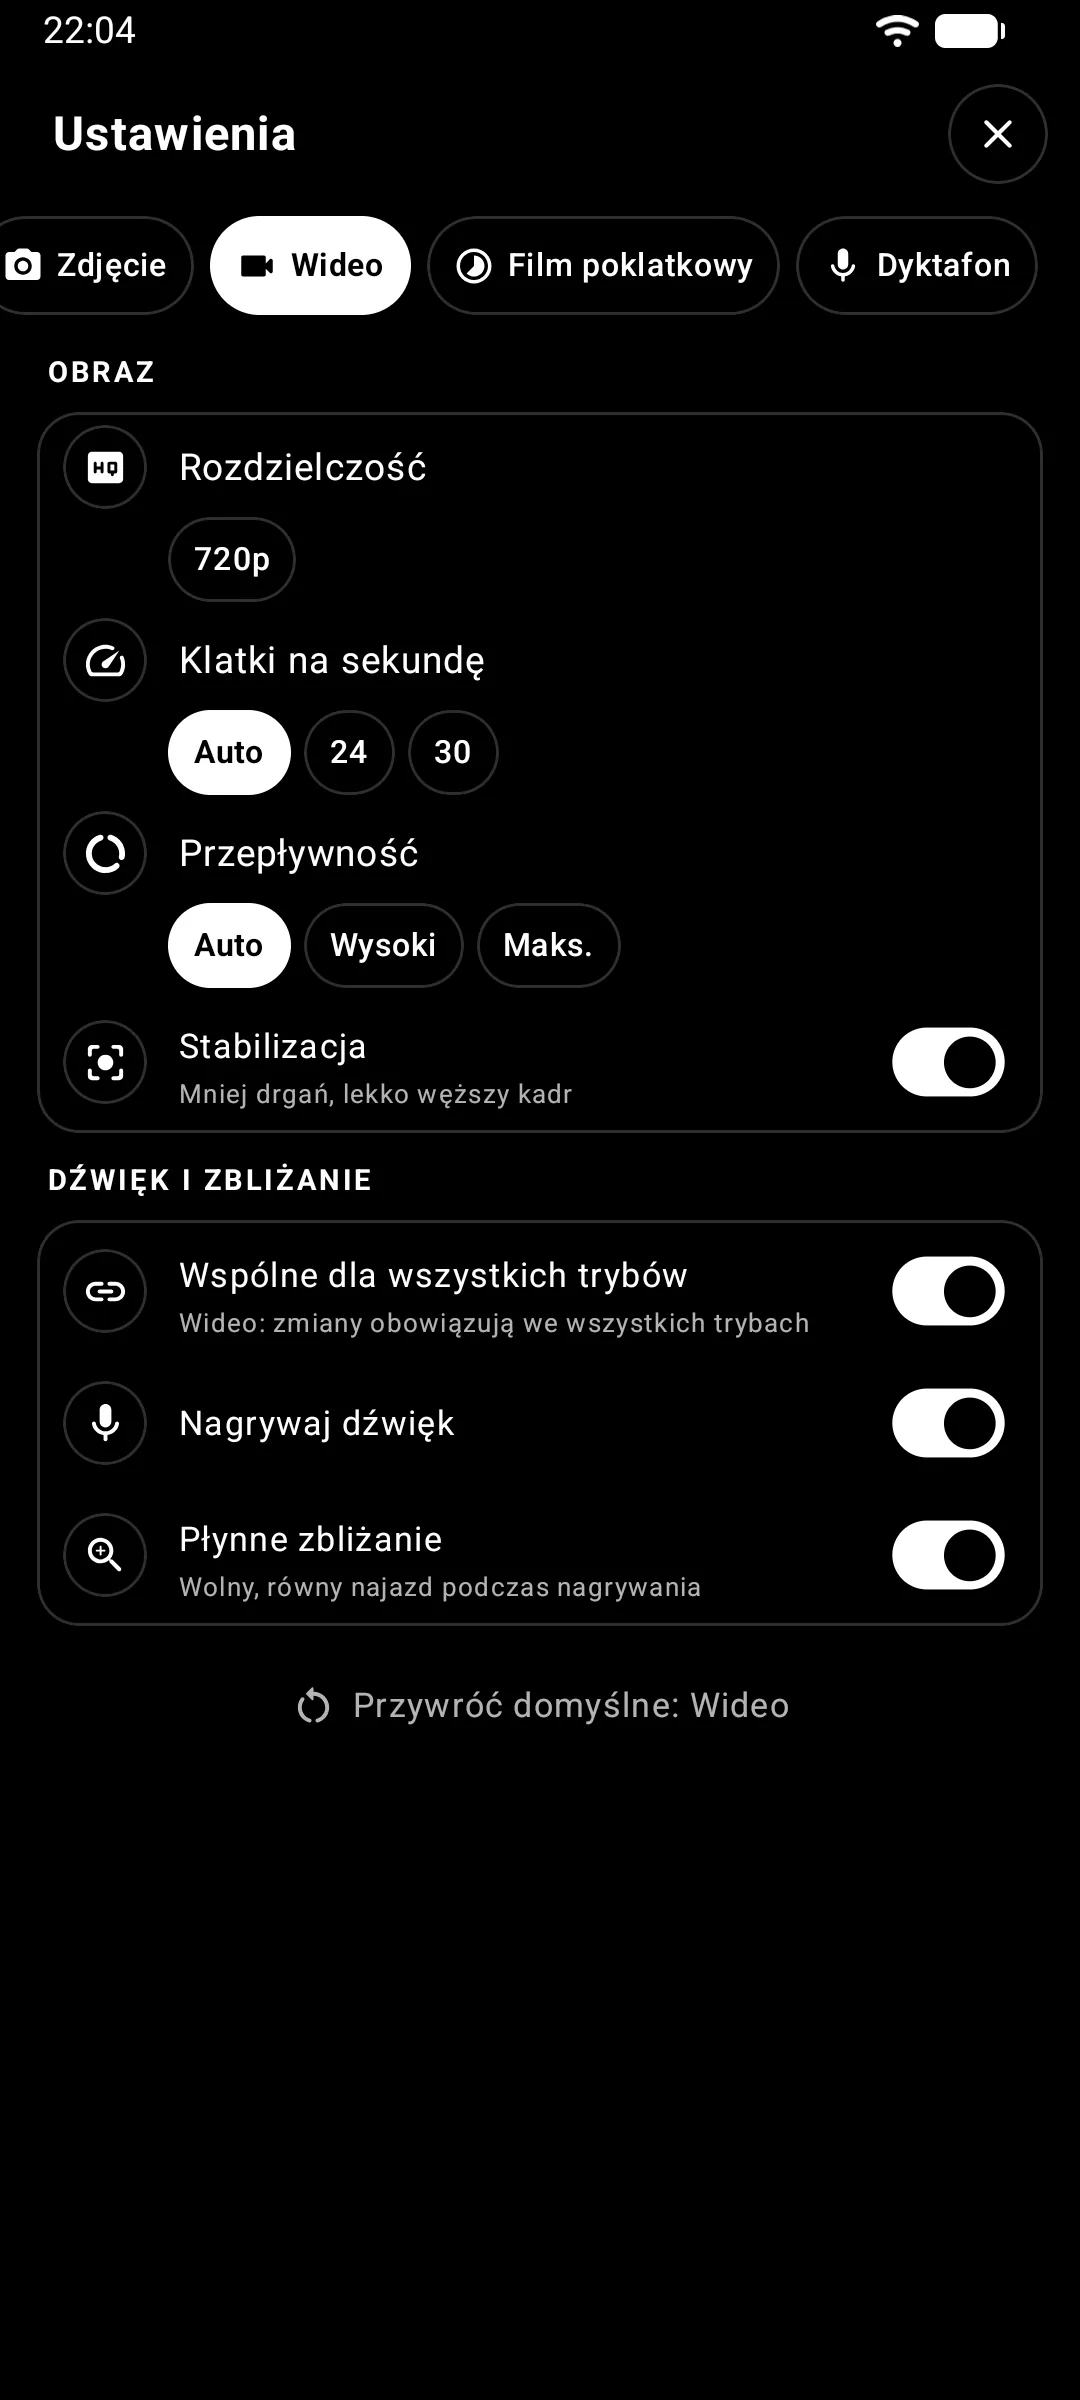 22:04
Ustawienia
Zdjęcie
Wideo
Film poklatkowy
Dyktafon
OBRAZ
HQ
Rozdzielczość
720p
Klatki na sekundę
Auto
24
30
Przepływność
Auto
Wysoki
Maks.
Stabilizacja
Mniej drgań, lekko węższy kadr
DŹWIĘK I ZBLIŻANIE
Wspólne dla wszystkich trybów
Wideo: zmiany obowiązują we wszystkich trybach
Nagrywaj dźwięk
Płynne zbliżanie
Wolny, równy najazd podczas nagrywania
Przywróć domyślne: Wideo